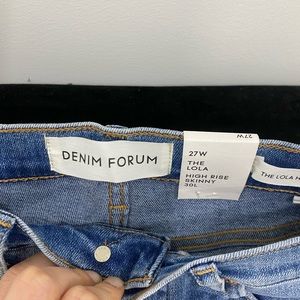 DENIM FORUM
27W
THE
LOLA
HIGH RISE
SKINNY
30L
THE LOLA H